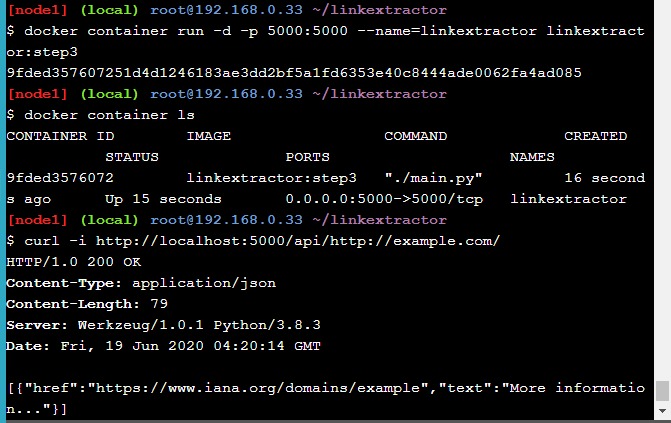 [node1] (local) root@192.168.0.33 ~/linkextractor
$ docker container run -d -p 5000:5000 --name=linkextractor linkextract
or:step3
9fded357607251d4d1246183ae3dd2bf5a1fd6353e40c8444ade0062fa4ad085
[node1] (local) root@192.168.0.33 ~/linkextractor
$ docker container ls
CONTAINER ID        IMAGE                 COMMAND             CREATED
          STATUS              PORTS                    NAMES
9fded3576072        linkextractor:step3   "./main.py"         16 second
s ago      Up 15 seconds       0.0.0.0:5000->5000/tcp   linkextractor
[node1] (local) root@192.168.0.33 ~/linkextractor
$ curl -i http://localhost:5000/api/http://example.com/
HTTP/1.0 200 OK
Content-Type: application/json
Content-Length: 79
Server: Werkzeug/1.0.1 Python/3.8.3
Date: Fri, 19 Jun 2020 04:20:14 GMT

[{"href":"https://www.iana.org/domains/example","text":"More informatio
n..."}]